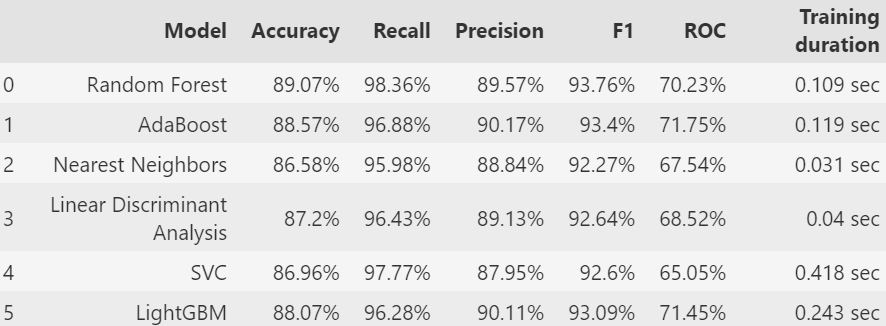 Model Accuracy Recall Precision F1 ROC Training duration
0 Random Forest 89.07% 98.36% 89.57% 93.76% 70.23% 0.109 sec
1 AdaBoost 88.57% 96.88% 90.17% 93.4% 71.75% 0.119 sec
2 Nearest Neighbors 86.58% 95.98% 88.84% 92.27% 67.54% 0.031 sec
3 Linear Discriminant Analysis 87.2% 96.43% 89.13% 92.64% 68.52% 0.04 sec
4 SVC 86.96% 97.77% 87.95% 92.6% 65.05% 0.418 sec
5 LightGBM 88.07% 96.28% 90.11% 93.09% 71.45% 0.243 sec